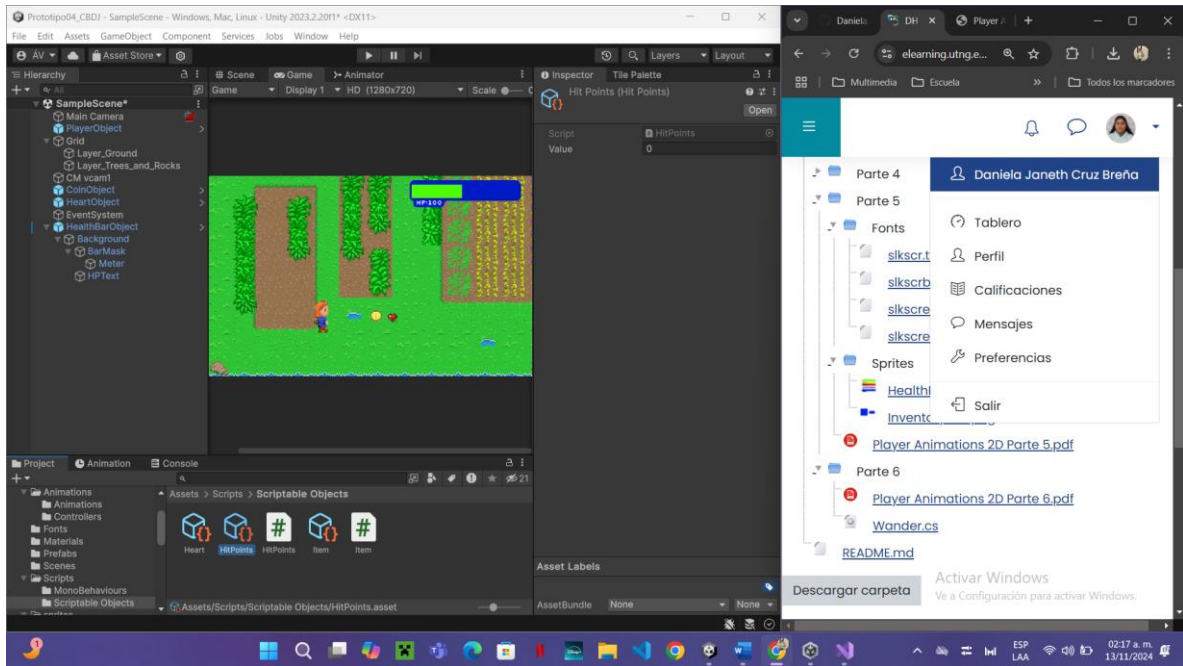 Prototipo04_CBDJ - SampleScene - Windows, Mac, Linux - Unity 2023.2.20f1* <DX11>
File Edit Assets GameObject Component Services Jobs Window Help
ÁV Asset Store Layers Layout
Hierarchy
All
SampleScene*
Main Camera
PlayerObject
Grid
Layer_Ground
Layer_Trees_and_Rocks
CM vcam1
CoinObject
HeartObject
EventSystem
HealthBarObject
Background
BarMask
Meter
HPText
Scene Game Animator
Game Display 1 HD (1280x720) Scale
HP:100
Inspector Tile Palette
Hit Points (Hit Points)
Open
Script HitPoints
Value 0
Asset Labels
AssetBundle None None
Project Animation Console
21
Animations
Animations
Controllers
Fonts
Materials
Prefabs
Scenes
Scripts
MonoBehaviours
Scriptable Objects
Assets > Scripts > Scriptable Objects
Heart HitPoints HitPoints Item Item
Assets/Scripts/Scriptable Objects/HitPoints.asset
Daniela DH Player A
elearning.utng.e...
Multimedia Escuela » Todos los marcadores
Parte 4
Parte 5
Fonts
slkscr.t
slkscrb
slkscre
slkscre
Sprites
Health
Invento
Player Animations 2D Parte 5.pdf
Parte 6
Player Animations 2D Parte 6.pdf
Wander.cs
README.md
Descargar carpeta
Daniela Janeth Cruz Breña
Tablero
Perfil
Calificaciones
Mensajes
Preferencias
Salir
Activar Windows
Ve a Configuración para activar Windows.
ESP
LAA
02:17 a. m.
13/11/2024